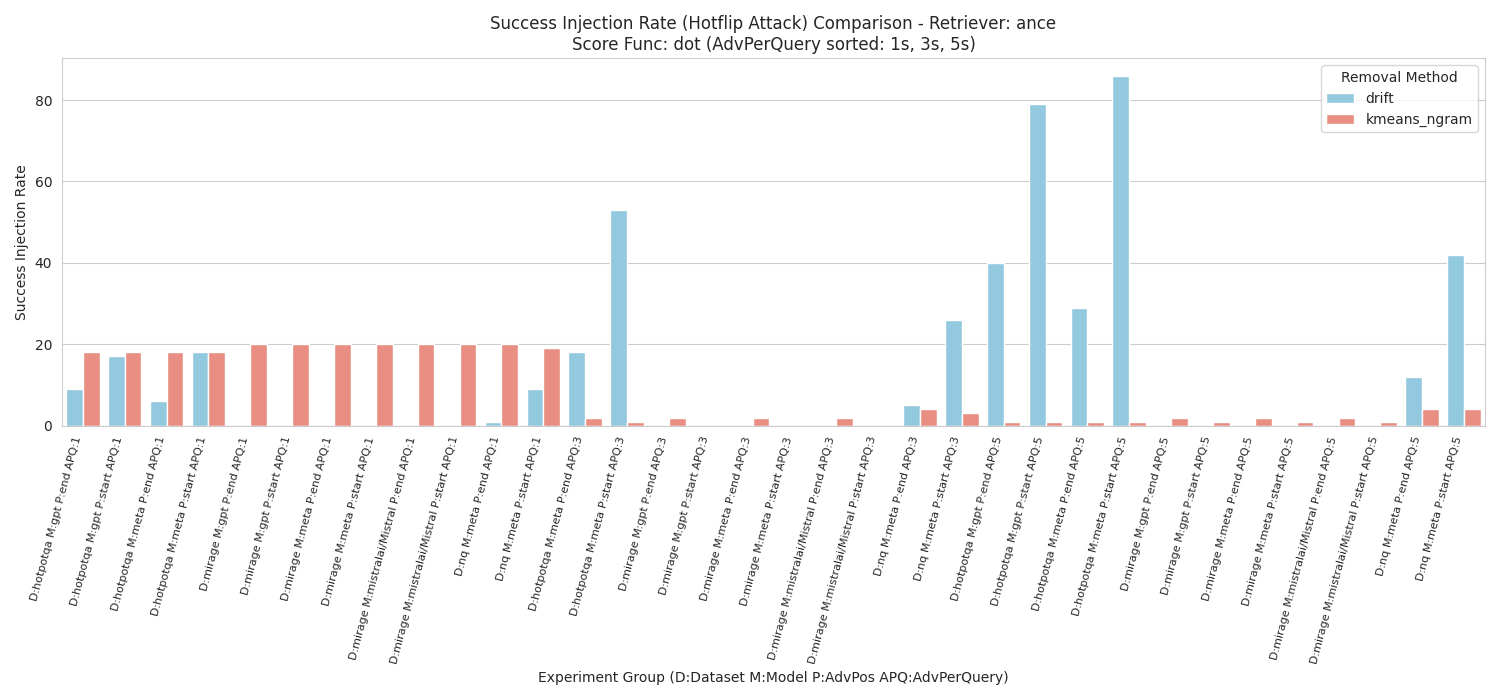 Success Injection Rate (Hotflip Attack) Comparison - Retriever: ance
Score Func: dot (AdvPerQuery sorted: 1s, 3s, 5s)
Removal Method
drift
kmeans_ngram
Success Injection Rate
80
60
40
20
0
D:hotpotqa M:gpt P:end APQ:1
D:hotpotqa M:gpt P:start APQ:1
D:hotpotqa M:meta P:end APQ:1
D:hotpotqa M:meta P:start APQ:1
D:mirage M:gpt P:end APQ:1
D:mirage M:gpt P:start APQ:1
D:mirage M:meta P:end APQ:1
D:mirage M:meta P:start APQ:1
D:mirage M:mistralai/Mistral P:end APQ:1
D:mirage M:mistralai/Mistral P:start APQ:1
D:nq M:meta P:end APQ:1
D:nq M:meta P:start APQ:1
D:hotpotqa M:meta P:end APQ:3
D:hotpotqa M:meta P:start APQ:3
D:mirage M:gpt P:end APQ:3
D:mirage M:gpt P:start APQ:3
D:mirage M:meta P:end APQ:3
D:mirage M:meta P:start APQ:3
D:mirage M:mistralai/Mistral P:end APQ:3
D:mirage M:mistralai/Mistral P:start APQ:3
D:nq M:meta P:end APQ:3
D:nq M:meta P:start APQ:3
D:hotpotqa M:gpt P:end APQ:5
D:hotpotqa M:gpt P:start APQ:5
D:hotpotqa M:meta P:end APQ:5
D:hotpotqa M:meta P:start APQ:5
D:mirage M:gpt P:end APQ:5
D:mirage M:gpt P:start APQ:5
D:mirage M:meta P:end APQ:5
D:mirage M:meta P:start APQ:5
D:mirage M:mistralai/Mistral P:end APQ:5
D:mirage M:mistralai/Mistral P:start APQ:5
D:nq M:meta P:end APQ:5
D:nq M:meta P:start APQ:5
Experiment Group (D:Dataset M:Model P:AdvPos APQ:AdvPerQuery)